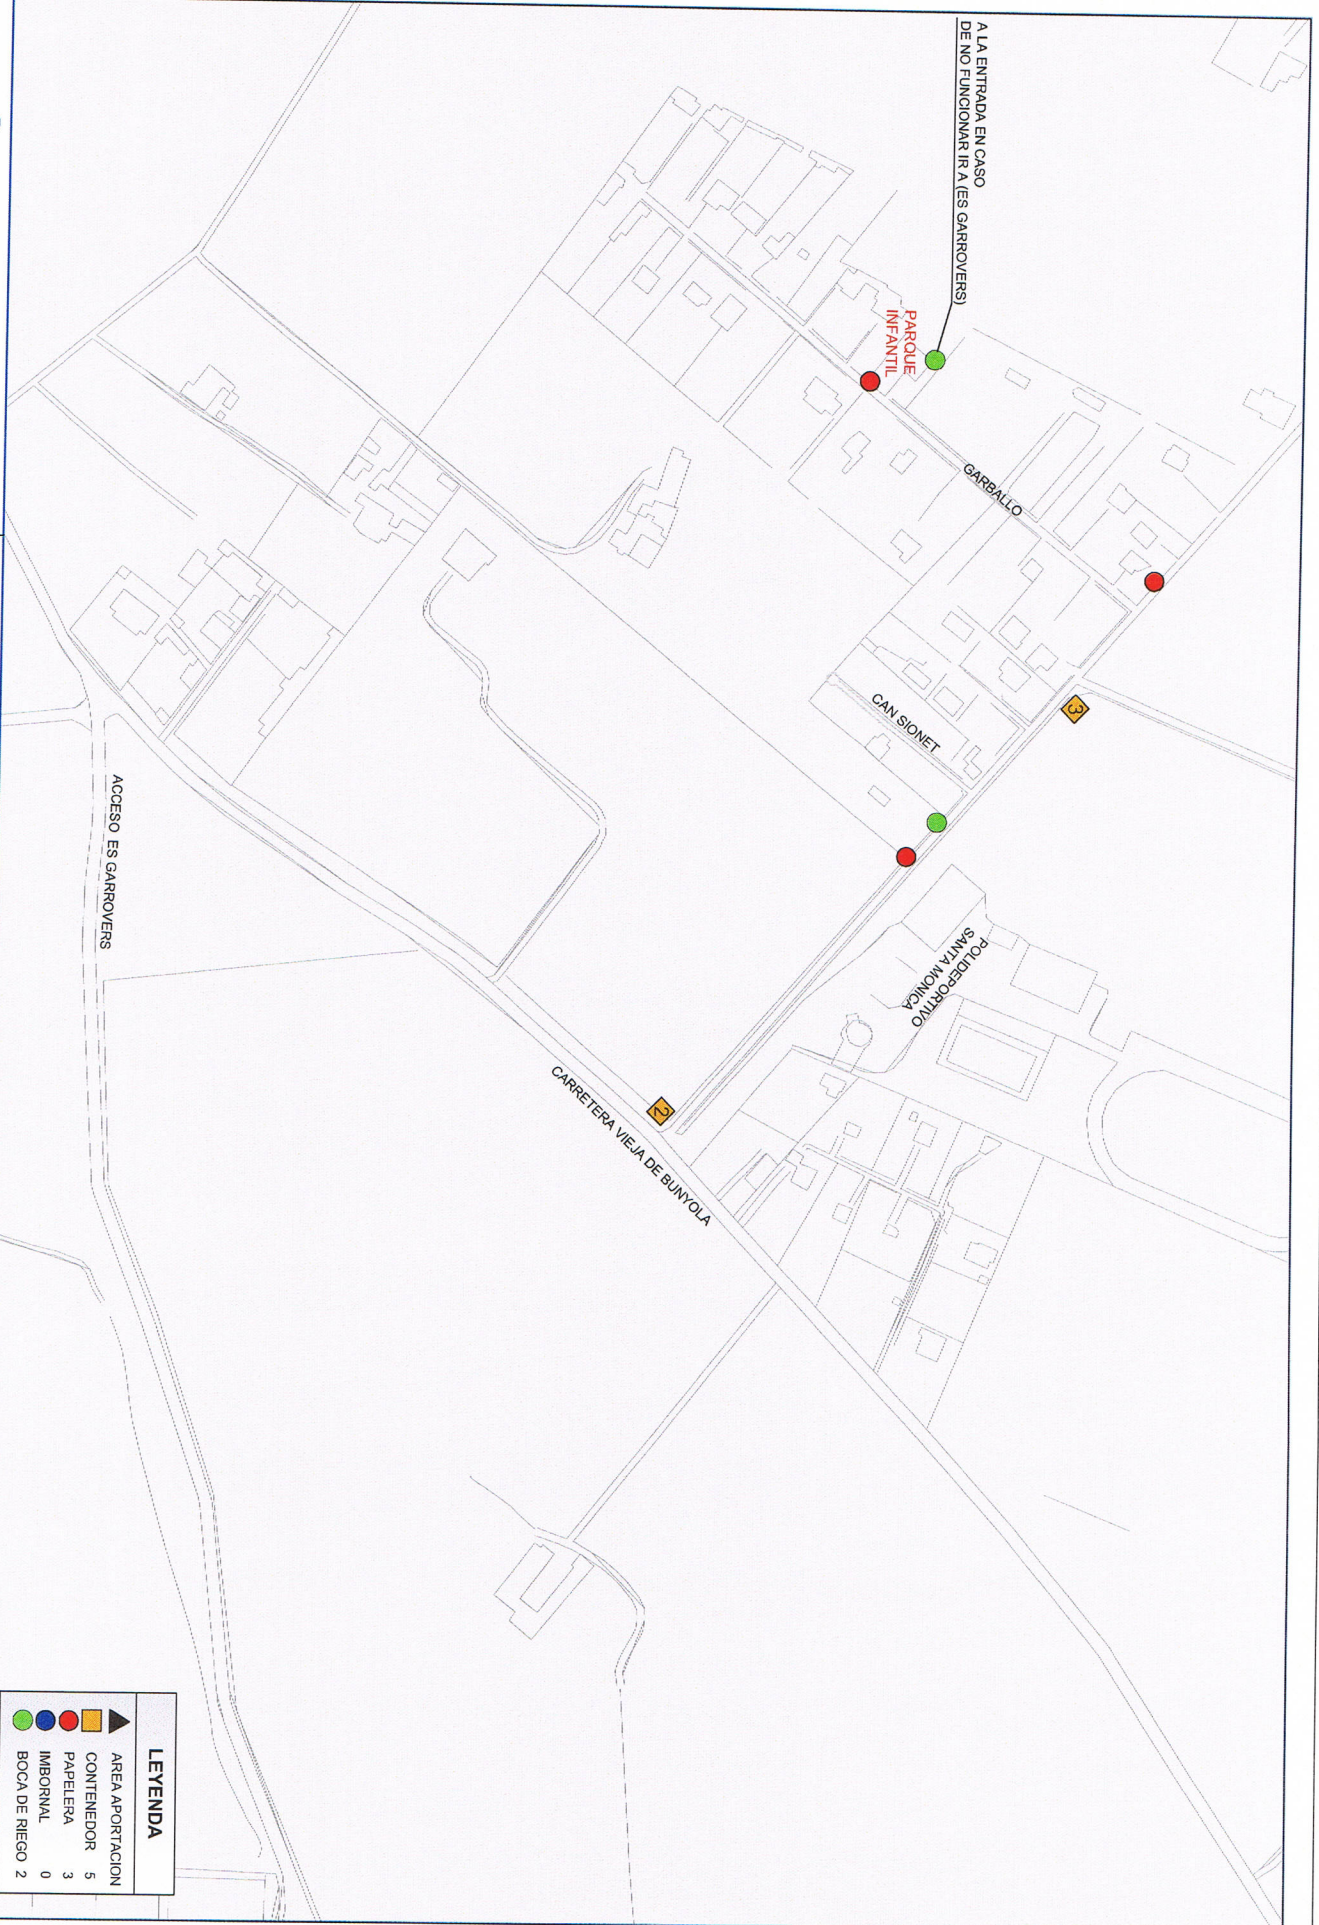 A LA ENTRADA EN CASO
DE NO FUNCIONAR IR A (ES GARROVERS)
PARQUE
INFANTIL
GARBALLO
3
CAN SIONET
POLIDEPORTIVO
SANTA MONICA
2
CARRETERA VIEJA DE BUNYOLA
ACCESO ES GARROVERS
LEYENDA
AREA APORTACION
CONTENEDOR 5
PAPELERA 3
IMBORNAL 0
BOCA DE RIEGO 2